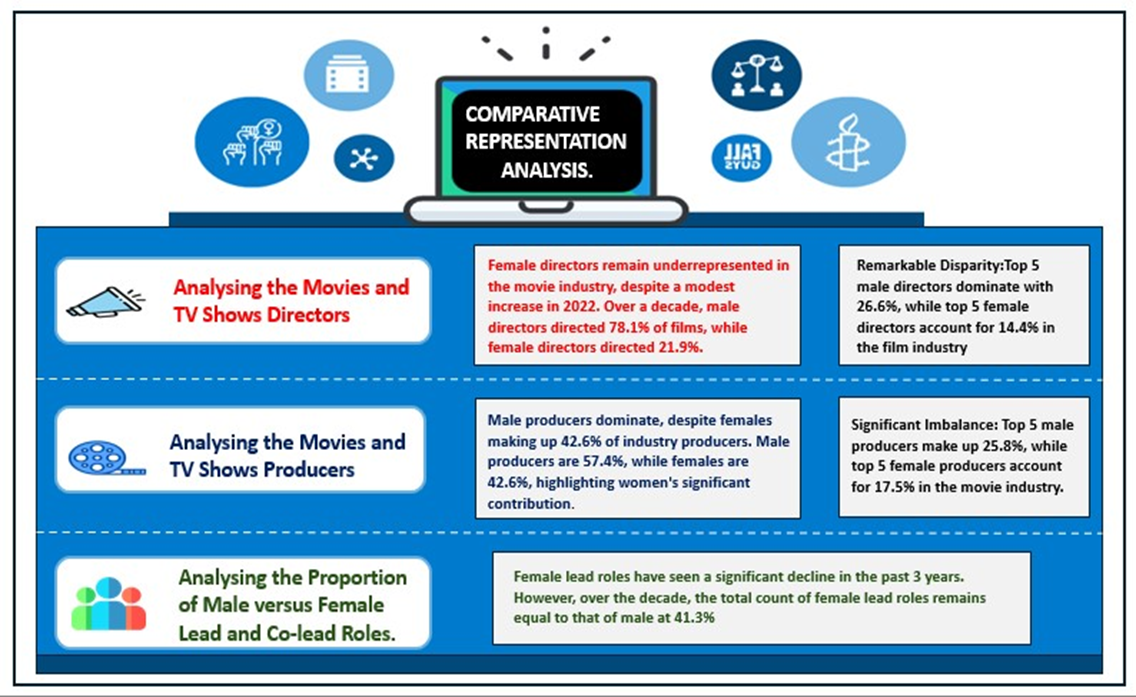 COMPARATIVE
REPRESENTATION
ANALYSIS.
FALL
GUYS
Analysing the Movies and
TV Shows Directors
Female directors remain underrepresented in
the movie industry, despite a modest
increase in 2022. Over a decade, male
directors directed 78.1% of films, while
female directors directed 21.9%.
Remarkable Disparity:Top 5
male directors dominate with
26.6%, while top 5 female
directors account for 14.4% in
the film industry
Analysing the Movies and
TV Shows Producers
Male producers dominate, despite females
making up 42.6% of industry producers. Male
producers are 57.4%, while females are
42.6%, highlighting women's significant
contribution.
Significant Imbalance: Top 5 male
producers make up 25.8%, while
top 5 female producers account
for 17.5% in the movie industry.
Analysing the Proportion
of Male versus Female
Lead and Co-lead Roles.
Female lead roles have seen a significant decline in the past 3 years.
However, over the decade, the total count of female lead roles remains
equal to that of male at 41.3%